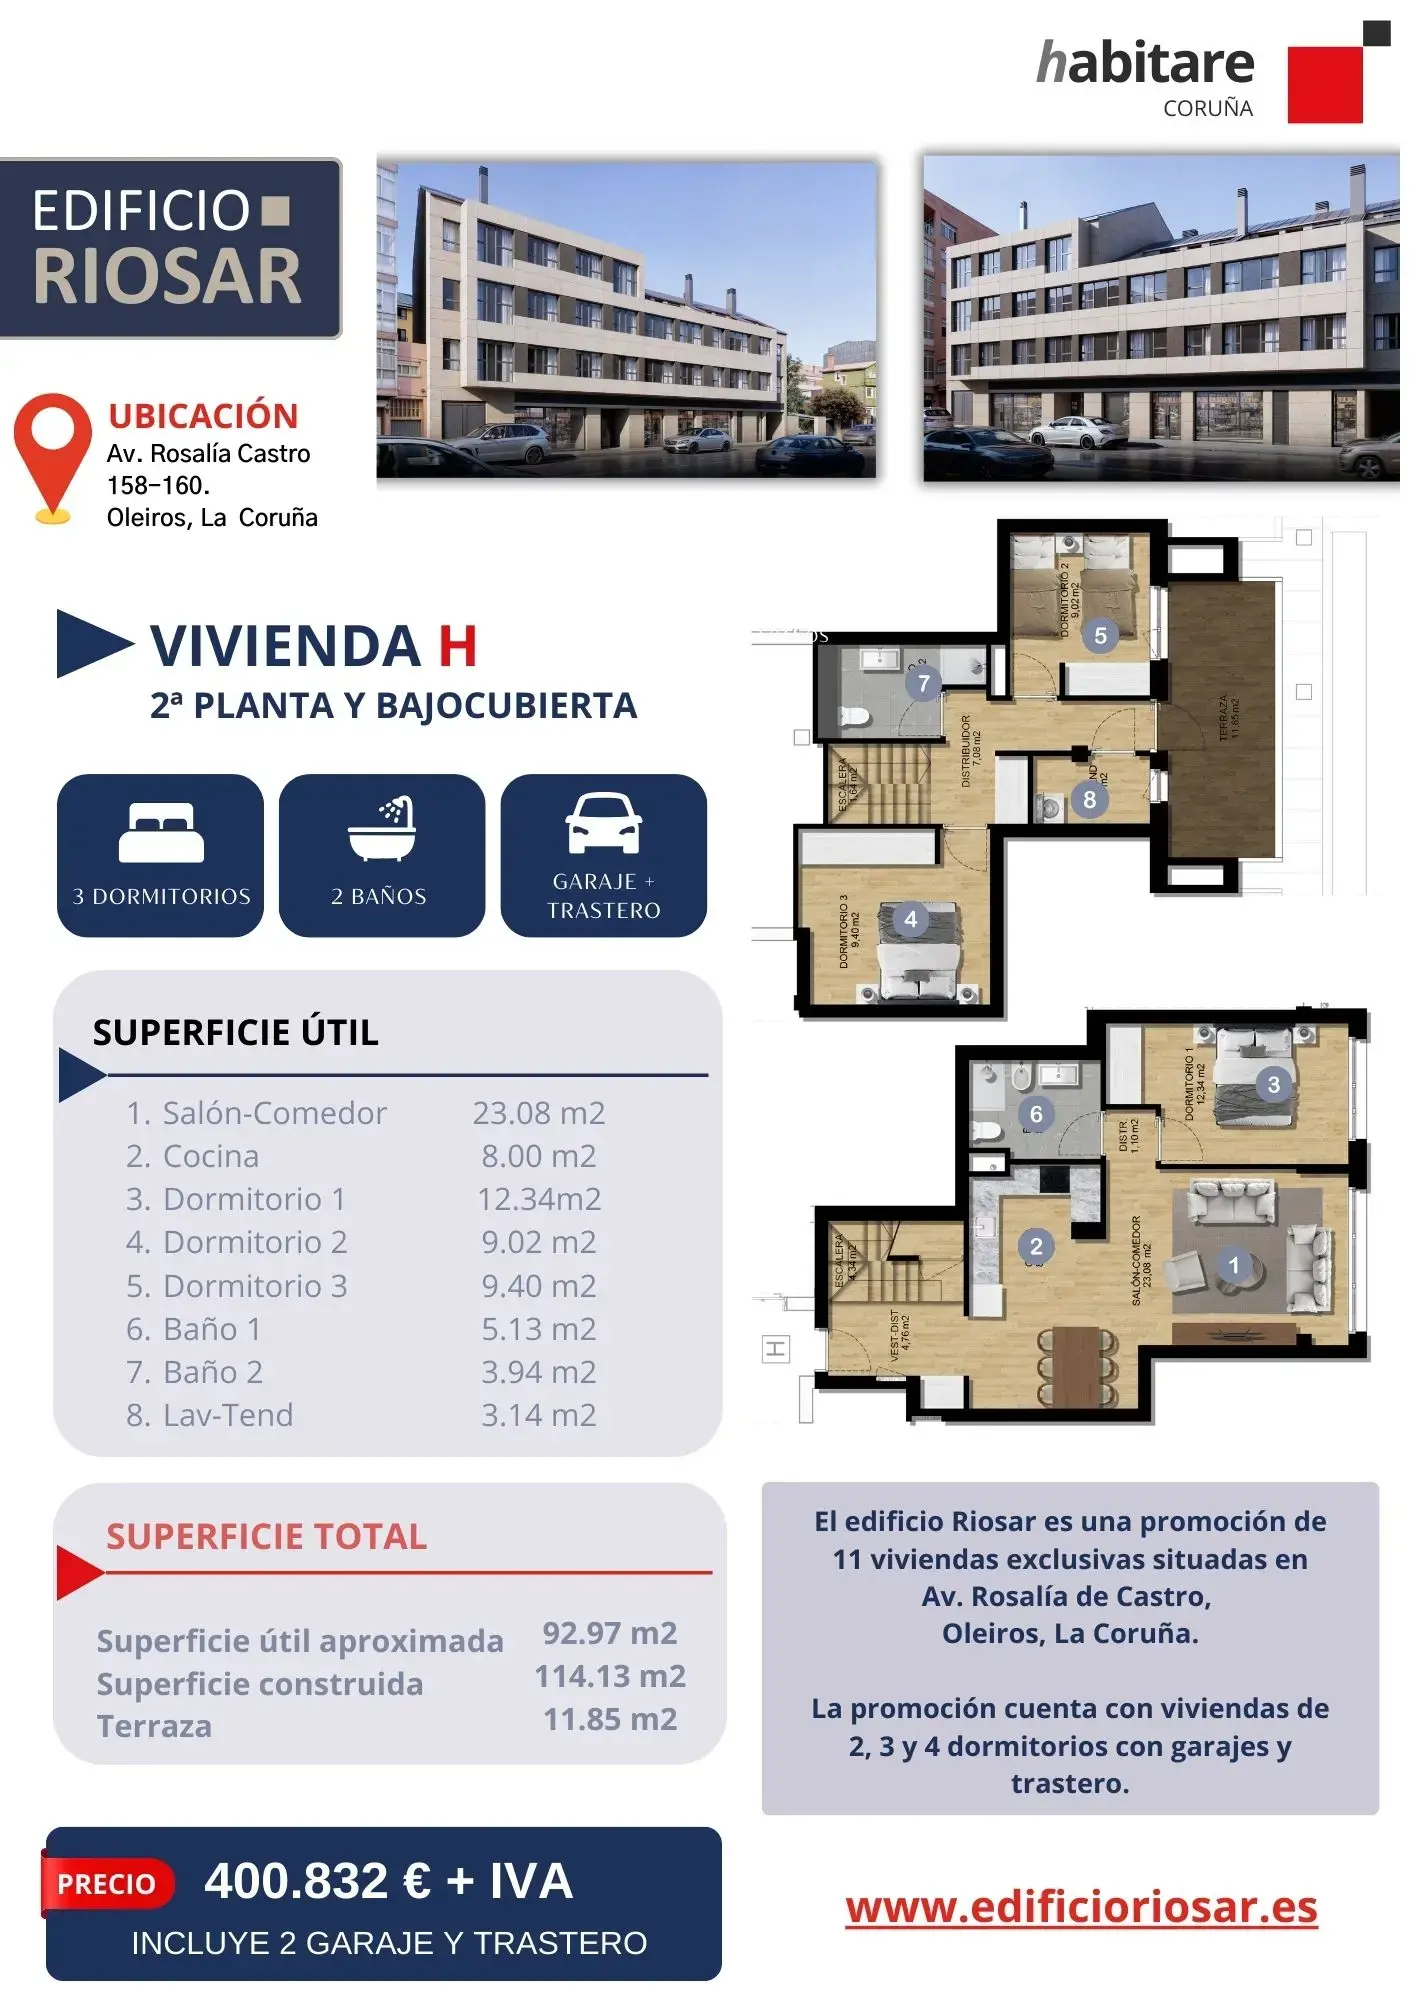 habitare
CORUÑA
EDIFICIO
RIOSAR
UBICACIÓN
Av. Rosalía Castro
158-160.
Oleiros, La Coruña
VIVIENDA H
2ª PLANTA Y BAJOCUBIERTA
3 DORMITORIOS
2 BAÑOS
GARAJE +
TRASTERO
SUPERFICIE ÚTIL
1. Salón-Comedor 23.08 m2
2. Cocina 8.00 m2
3. Dormitorio 1 12.34m2
4. Dormitorio 2 9.02 m2
5. Dormitorio 3 9.40 m2
6. Baño 1 5.13 m2
7. Baño 2 3.94 m2
8. Lav-Tend 3.14 m2
SUPERFICIE TOTAL
Superficie útil aproximada 92.97 m2
Superficie construida 114.13 m2
Terraza 11.85 m2
PRECIO
400.832 € + IVA
INCLUYE 2 GARAJE Y TRASTERO
DORMITORIO 2
9,02 m2
5
7
TERRAZA
11,85 m2
DISTRIBUIDOR
7,08 m2
ESCALERA
1,64 m2
8
DORMITORIO 3
9,40 m2
4
DORMITORIO 1
12,34 m2
3
6
DISTR.
1,10 m2
2
SALÓN-COMEDOR
23,08 m2
1
ESCALERA
4,34 m2
VEST-DIST
4,76 m2
H
El edificio Riosar es una promoción de
11 viviendas exclusivas situadas en
Av. Rosalía de Castro,
Oleiros, La Coruña.
La promoción cuenta con viviendas de
2, 3 y 4 dormitorios con garajes y
trastero.
www.edificioriosar.es